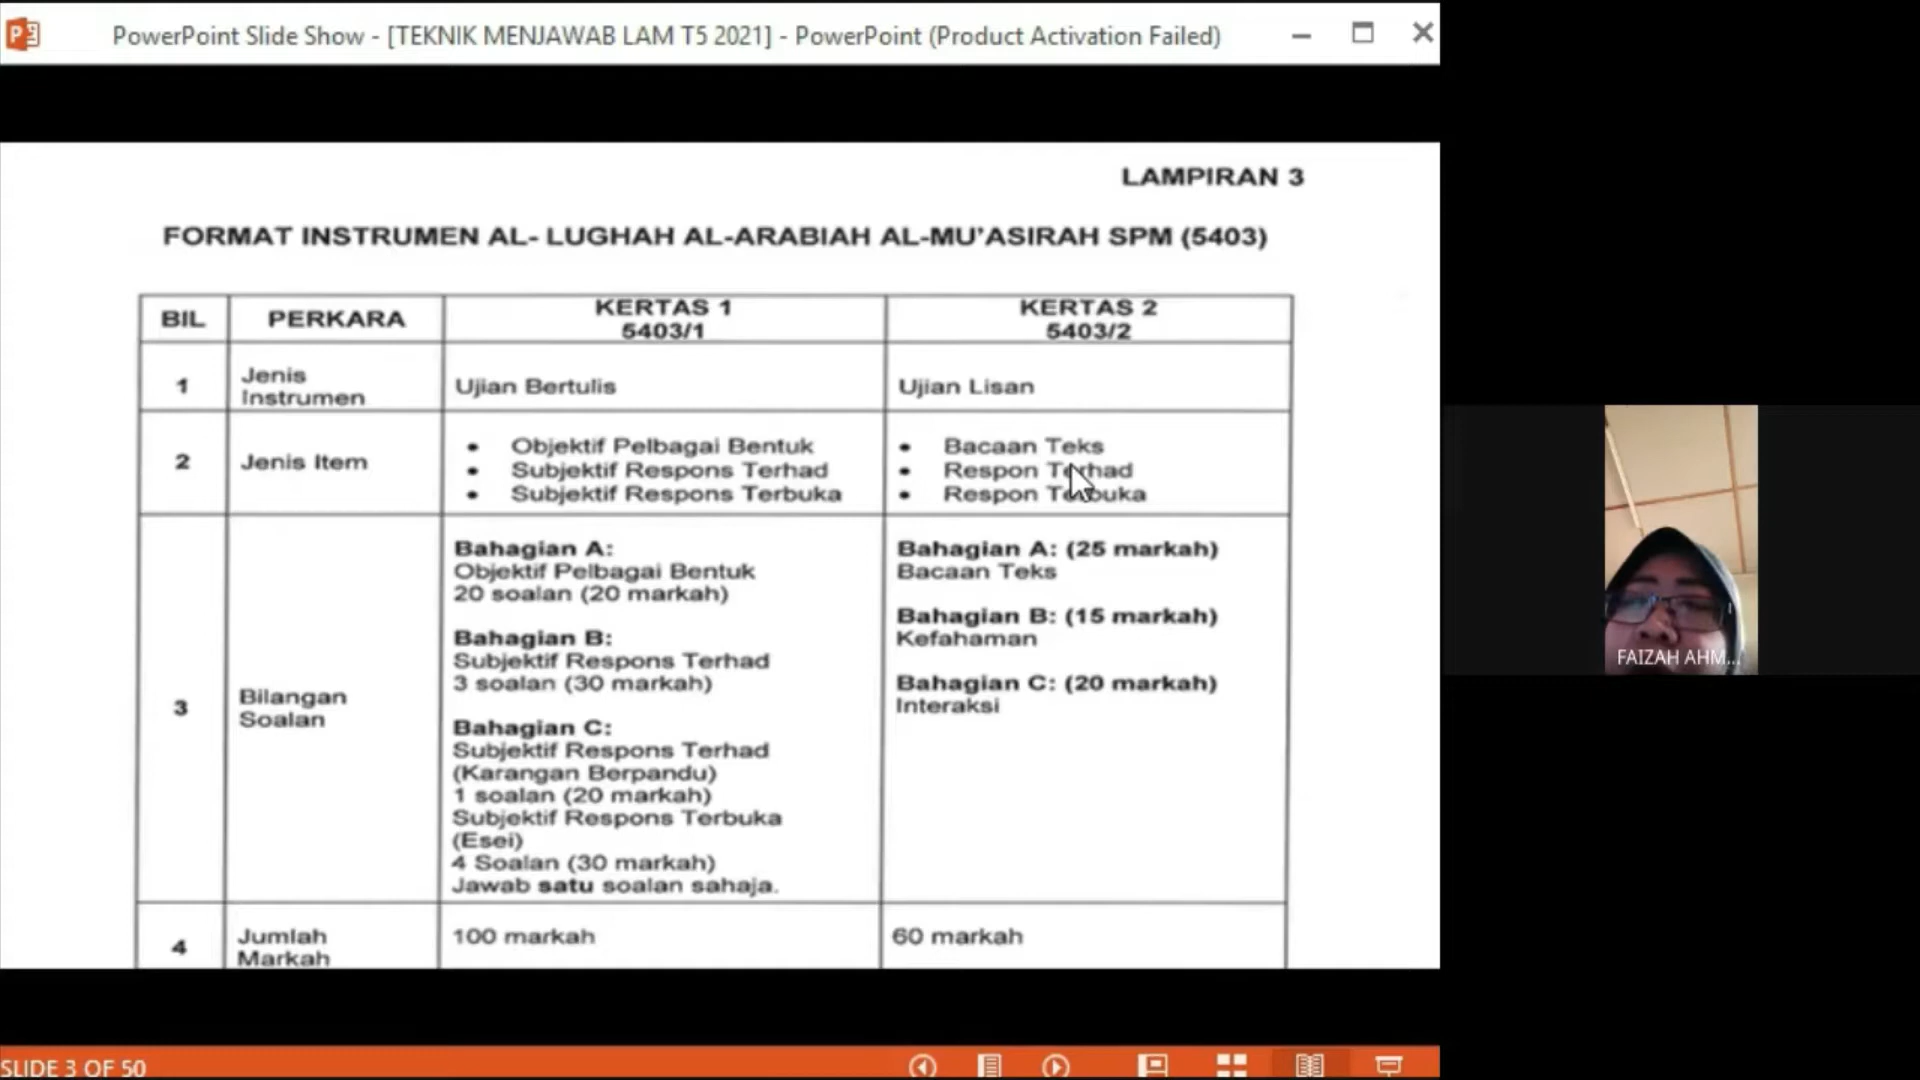 PowerPoint Slide Show - [TEKNIK MENJAWAB LAM T5 2021] - PowerPoint (Product Activation Failed)
LAMPIRAN 3
FORMAT INSTRUMEN AL- LUGHAH AL-ARABIAH AL-MU'ASIRAH SPM (5403)
BIL
PERKARA
KERTAS 1
5403/1
KERTAS 2
5403/2
1
Jenis
Instrumen
Ujian Bertulis
Ujian Lisan
2
Jenis Item
• Objektif Pelbagai Bentuk
• Subjektif Respons Terhad
• Subjektif Respons Terbuka
• Bacaan Teks
• Respon Terhad
• Respon Terbuka
3
Bilangan
Soalan
Bahagian A:
Objektif Pelbagai Bentuk
20 soalan (20 markah)
Bahagian B:
Subjektif Respons Terhad
3 soalan (30 markah)
Bahagian C:
Subjektif Respons Terhad
(Karangan Berpandu)
1 soalan (20 markah)
Subjektif Respons Terbuka
(Esei)
4 Soalan (30 markah)
Jawab satu soalan sahaja.
Bahagian A: (25 markah)
Bacaan Teks
Bahagian B: (15 markah)
Kefahaman
Bahagian C: (20 markah)
Interaksi
4
Jumlah
Markah
100 markah
60 markah
FAIZAH AHM...
SLIDE 3 OF 50